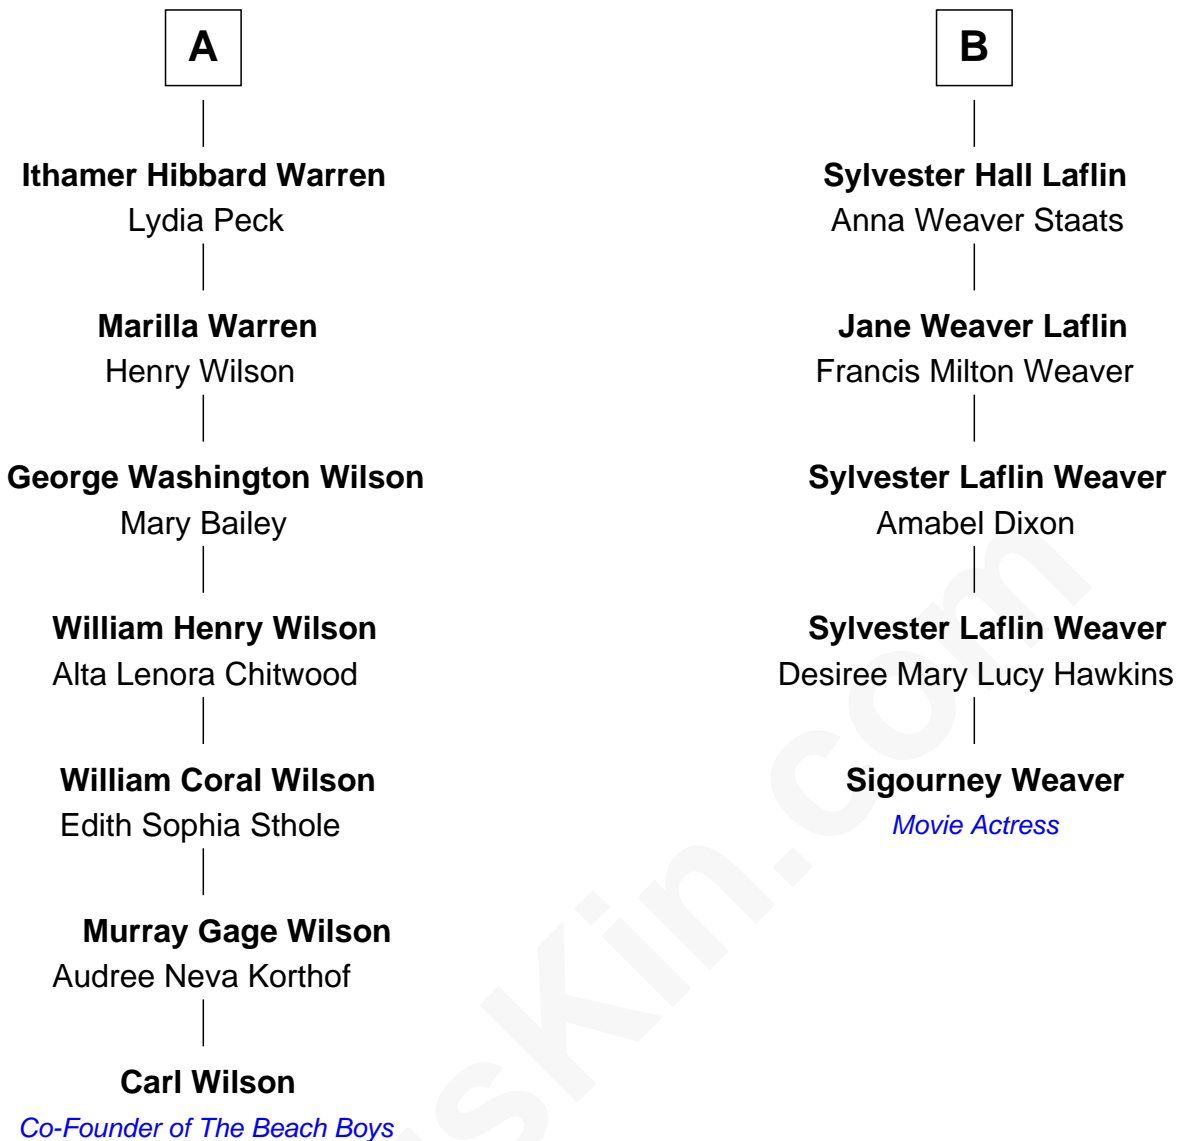 A
Ithamer Hibbard Warren
Lydia Peck
Marilla Warren
Henry Wilson
George Washington Wilson
Mary Bailey
William Henry Wilson
Alta Lenora Chitwood
William Coral Wilson
Edith Sophia Sthole
Murray Gage Wilson
Audree Neva Korthof
Carl Wilson
Co-Founder of The Beach Boys
B
Sylvester Hall Laflin
Anna Weaver Staats
Jane Weaver Laflin
Francis Milton Weaver
Sylvester Laflin Weaver
Amabel Dixon
Sylvester Laflin Weaver
Desiree Mary Lucy Hawkins
Sigourney Weaver
Movie Actress
sKin.com